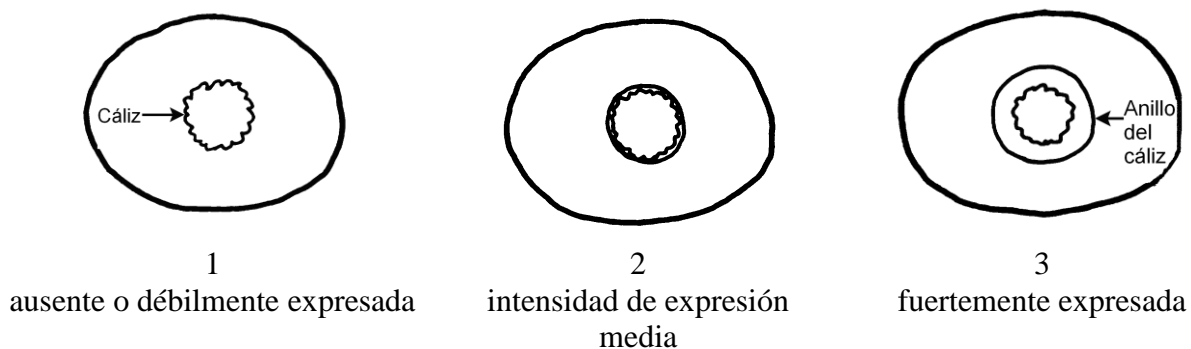 Cáliz
Anillo
del
cáliz
1
ausente o débilmente expresada
2
intensidad de expresión
media
3
fuertemente expresada